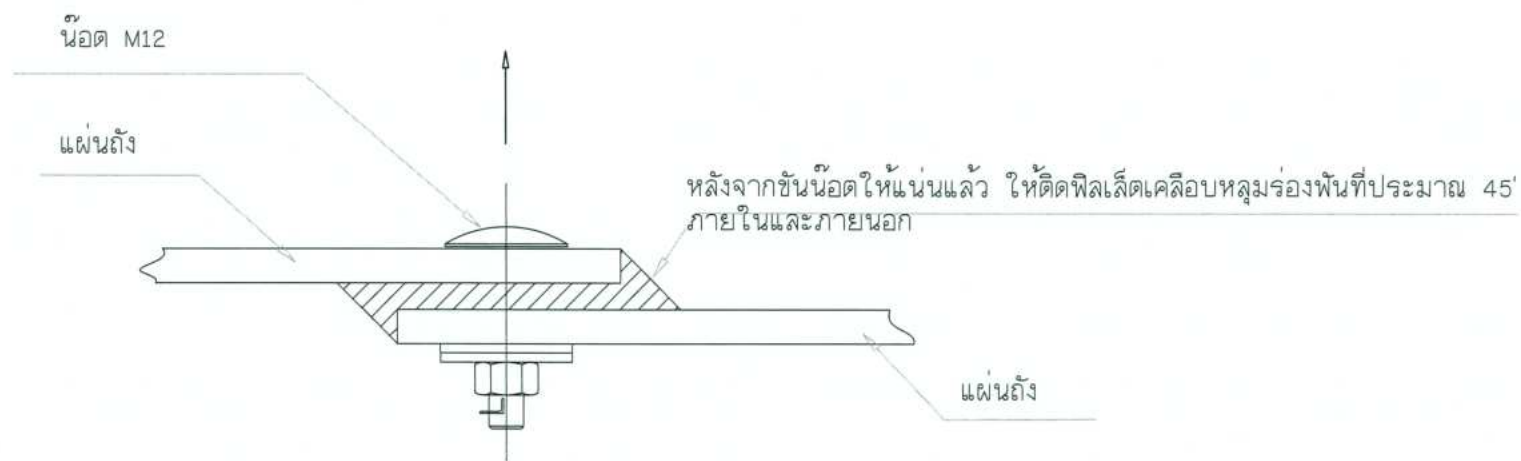 น๊อด M12
แผ่นถัง
หลังจากขันน๊อตให้แน่นแล้ว ให้ติดฟิลเล็ตเคลือบหลุมร่องฟันที่ประมาณ 45'
ภายในและภายนอก
แผ่นถัง